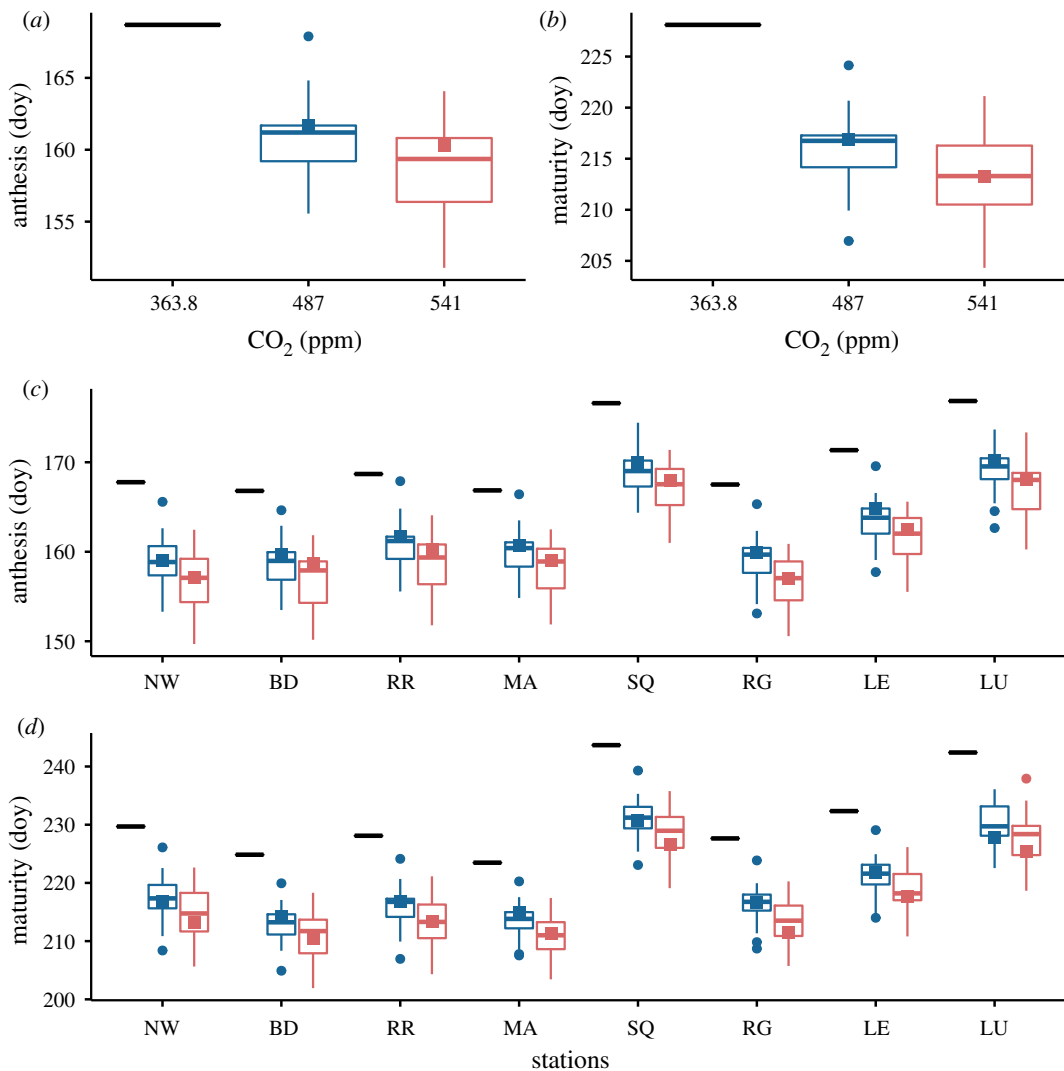 (a)
anthesis (doy)
165
160
155
363.8 487 541
CO₂ (ppm)
(b)
maturity (doy)
225
220
215
210
205
363.8 487 541
CO₂ (ppm)
(c)
anthesis (doy)
170
160
150
NW BD RR MA SQ RG LE LU
(d)
maturity (doy)
240
230
220
210
200
NW BD RR MA SQ RG LE LU
stations